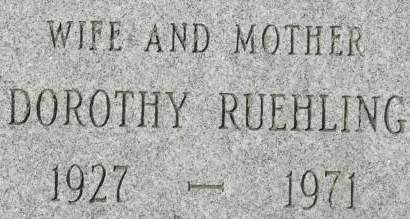 WIFE AND MOTHER
DOROTHY RUEHLING
1927 — 1971